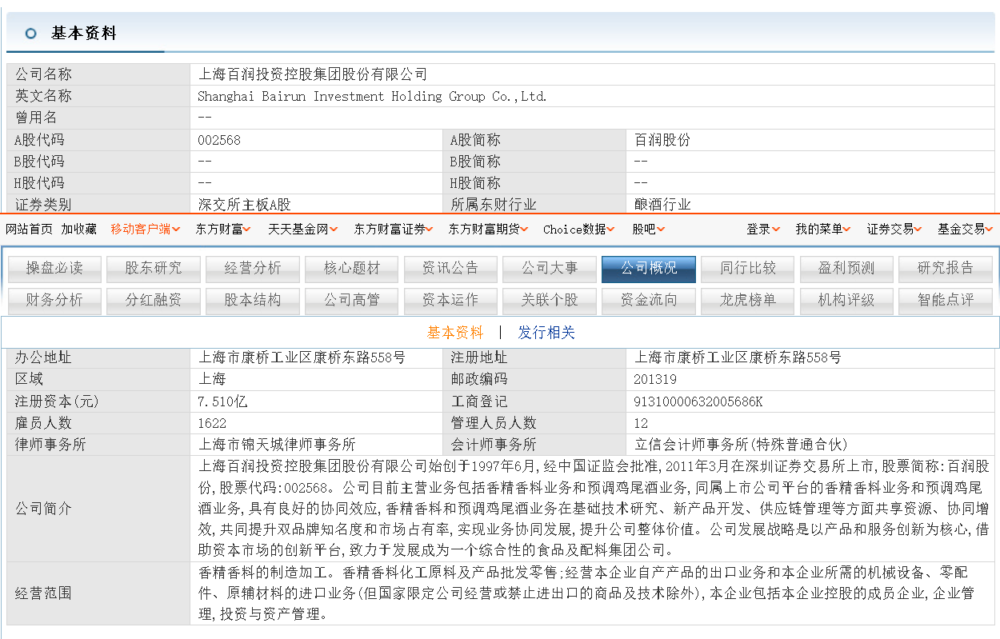 基本资料
公司名称 上海百润投资控股集团股份有限公司
英文名称 Shanghai Bairun Investment Holding Group Co.,Ltd.
曾用名 --
A股代码 002568 A股简称 百润股份
B股代码 -- B股简称 --
H股代码 -- H股简称 --
证券类别 深交所主板A股 所属东财行业 酿酒行业
网站首页 加收藏 移动客户端 东方财富 天天基金网 东方财富证券 东方财富期货 Choice数据 股吧 登录 我的菜单 证券交易 基金交易
操盘必读 股东研究 经营分析 核心题材 资讯公告 公司大事 公司概况 同行比较 盈利预测 研究报告
财务分析 分红融资 股本结构 公司高管 资本运作 关联个股 资金流向 龙虎榜单 机构评级 智能点评
基本资料 | 发行相关
办公地址 上海市康桥工业区康桥东路558号 注册地址 上海市康桥工业区康桥东路558号
区域 上海 邮政编码 201319
注册资本(元) 7.510亿 工商登记 91310000632005686K
雇员人数 1622 管理人员人数 12
律师事务所 上海市锦天城律师事务所 会计师事务所 立信会计师事务所(特殊普通合伙)
公司简介 上海百润投资控股集团股份有限公司始创于1997年6月,经中国证监会批准,2011年3月在深圳证券交易所上市,股票简称:百润股
份,股票代码:002568。公司目前主营业务包括香精香料业务和预调鸡尾酒业务,同属上市公司平台的香精香料业务和预调鸡尾
酒业务,具有良好的协同效应,香精香料和预调鸡尾酒业务在基础技术研究、新产品开发、供应链管理等方面共享资源、协同增
效,共同提升双品牌知名度和市场占有率,实现业务协同发展,提升公司整体价值。公司发展战略是以产品和服务创新为核心,借
助资本市场的创新平台,致力于发展成为一个综合性的食品及配料集团公司。
经营范围 香精香料的制造加工。香精香料化工原料及产品批发零售;经营本企业自产产品的出口业务和本企业所需的机械设备、零配
件、原辅材料的进口业务(但国家限定公司经营或禁止进出口的商品及技术除外),本企业包括本企业控股的成员企业,企业管
理,投资与资产管理。